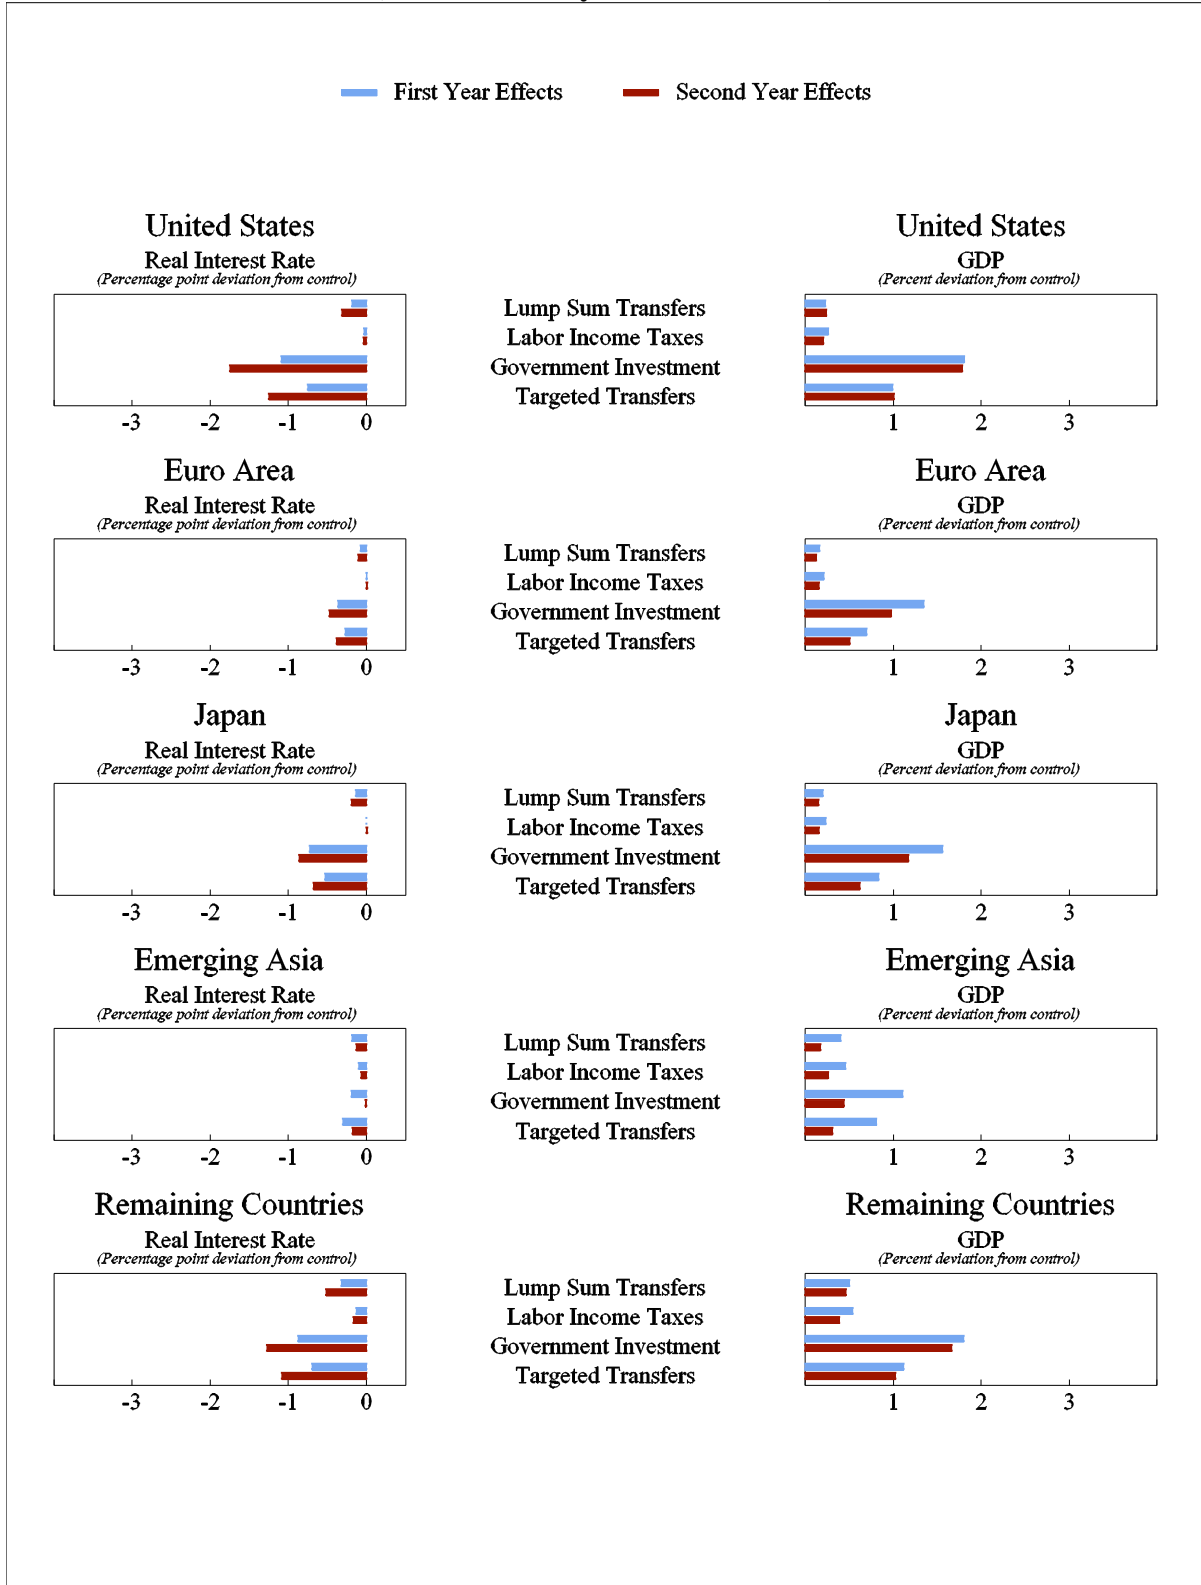 First Year Effects Second Year Effects
United States United States
Real Interest Rate GDP
(Percentage point deviation from control) (Percent deviation from control)
Lump Sum Transfers
Labor Income Taxes
Government Investment
Targeted Transfers
-3 -2 -1 0 1 2 3
Euro Area Euro Area
Real Interest Rate GDP
(Percentage point deviation from control) (Percent deviation from control)
Lump Sum Transfers
Labor Income Taxes
Government Investment
Targeted Transfers
-3 -2 -1 0 1 2 3
Japan Japan
Real Interest Rate GDP
(Percentage point deviation from control) (Percent deviation from control)
Lump Sum Transfers
Labor Income Taxes
Government Investment
Targeted Transfers
-3 -2 -1 0 1 2 3
Emerging Asia Emerging Asia
Real Interest Rate GDP
(Percentage point deviation from control) (Percent deviation from control)
Lump Sum Transfers
Labor Income Taxes
Government Investment
Targeted Transfers
-3 -2 -1 0 1 2 3
Remaining Countries Remaining Countries
Real Interest Rate GDP
(Percentage point deviation from control) (Percent deviation from control)
Lump Sum Transfers
Labor Income Taxes
Government Investment
Targeted Transfers
-3 -2 -1 0 1 2 3